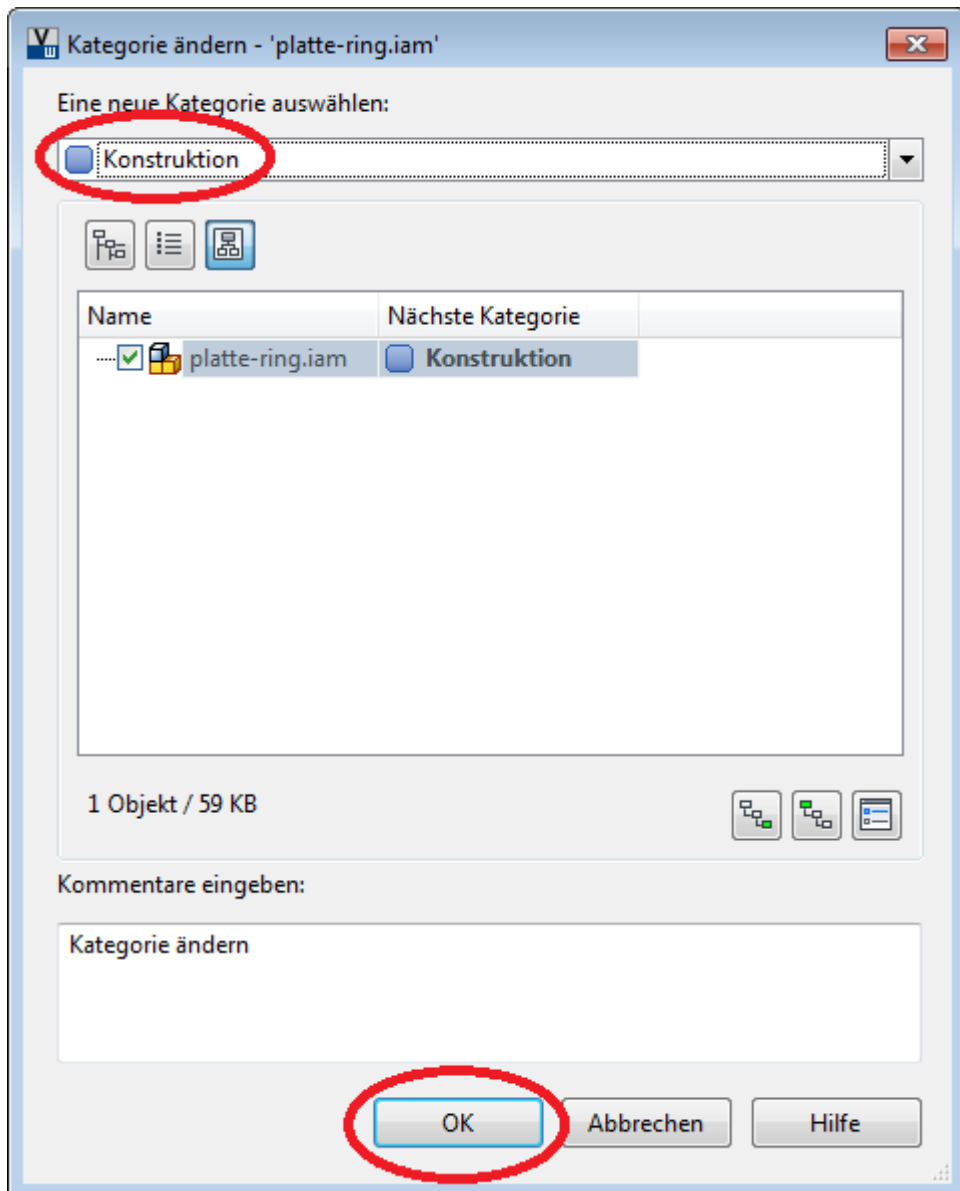 Kategorie ändern - 'platte-ring.iam'
Eine neue Kategorie auswählen:
Konstruktion
Name Nächste Kategorie
platte-ring.iam Konstruktion
1 Objekt / 59 KB
Kommentare eingeben:
Kategorie ändern
OK Abbrechen Hilfe